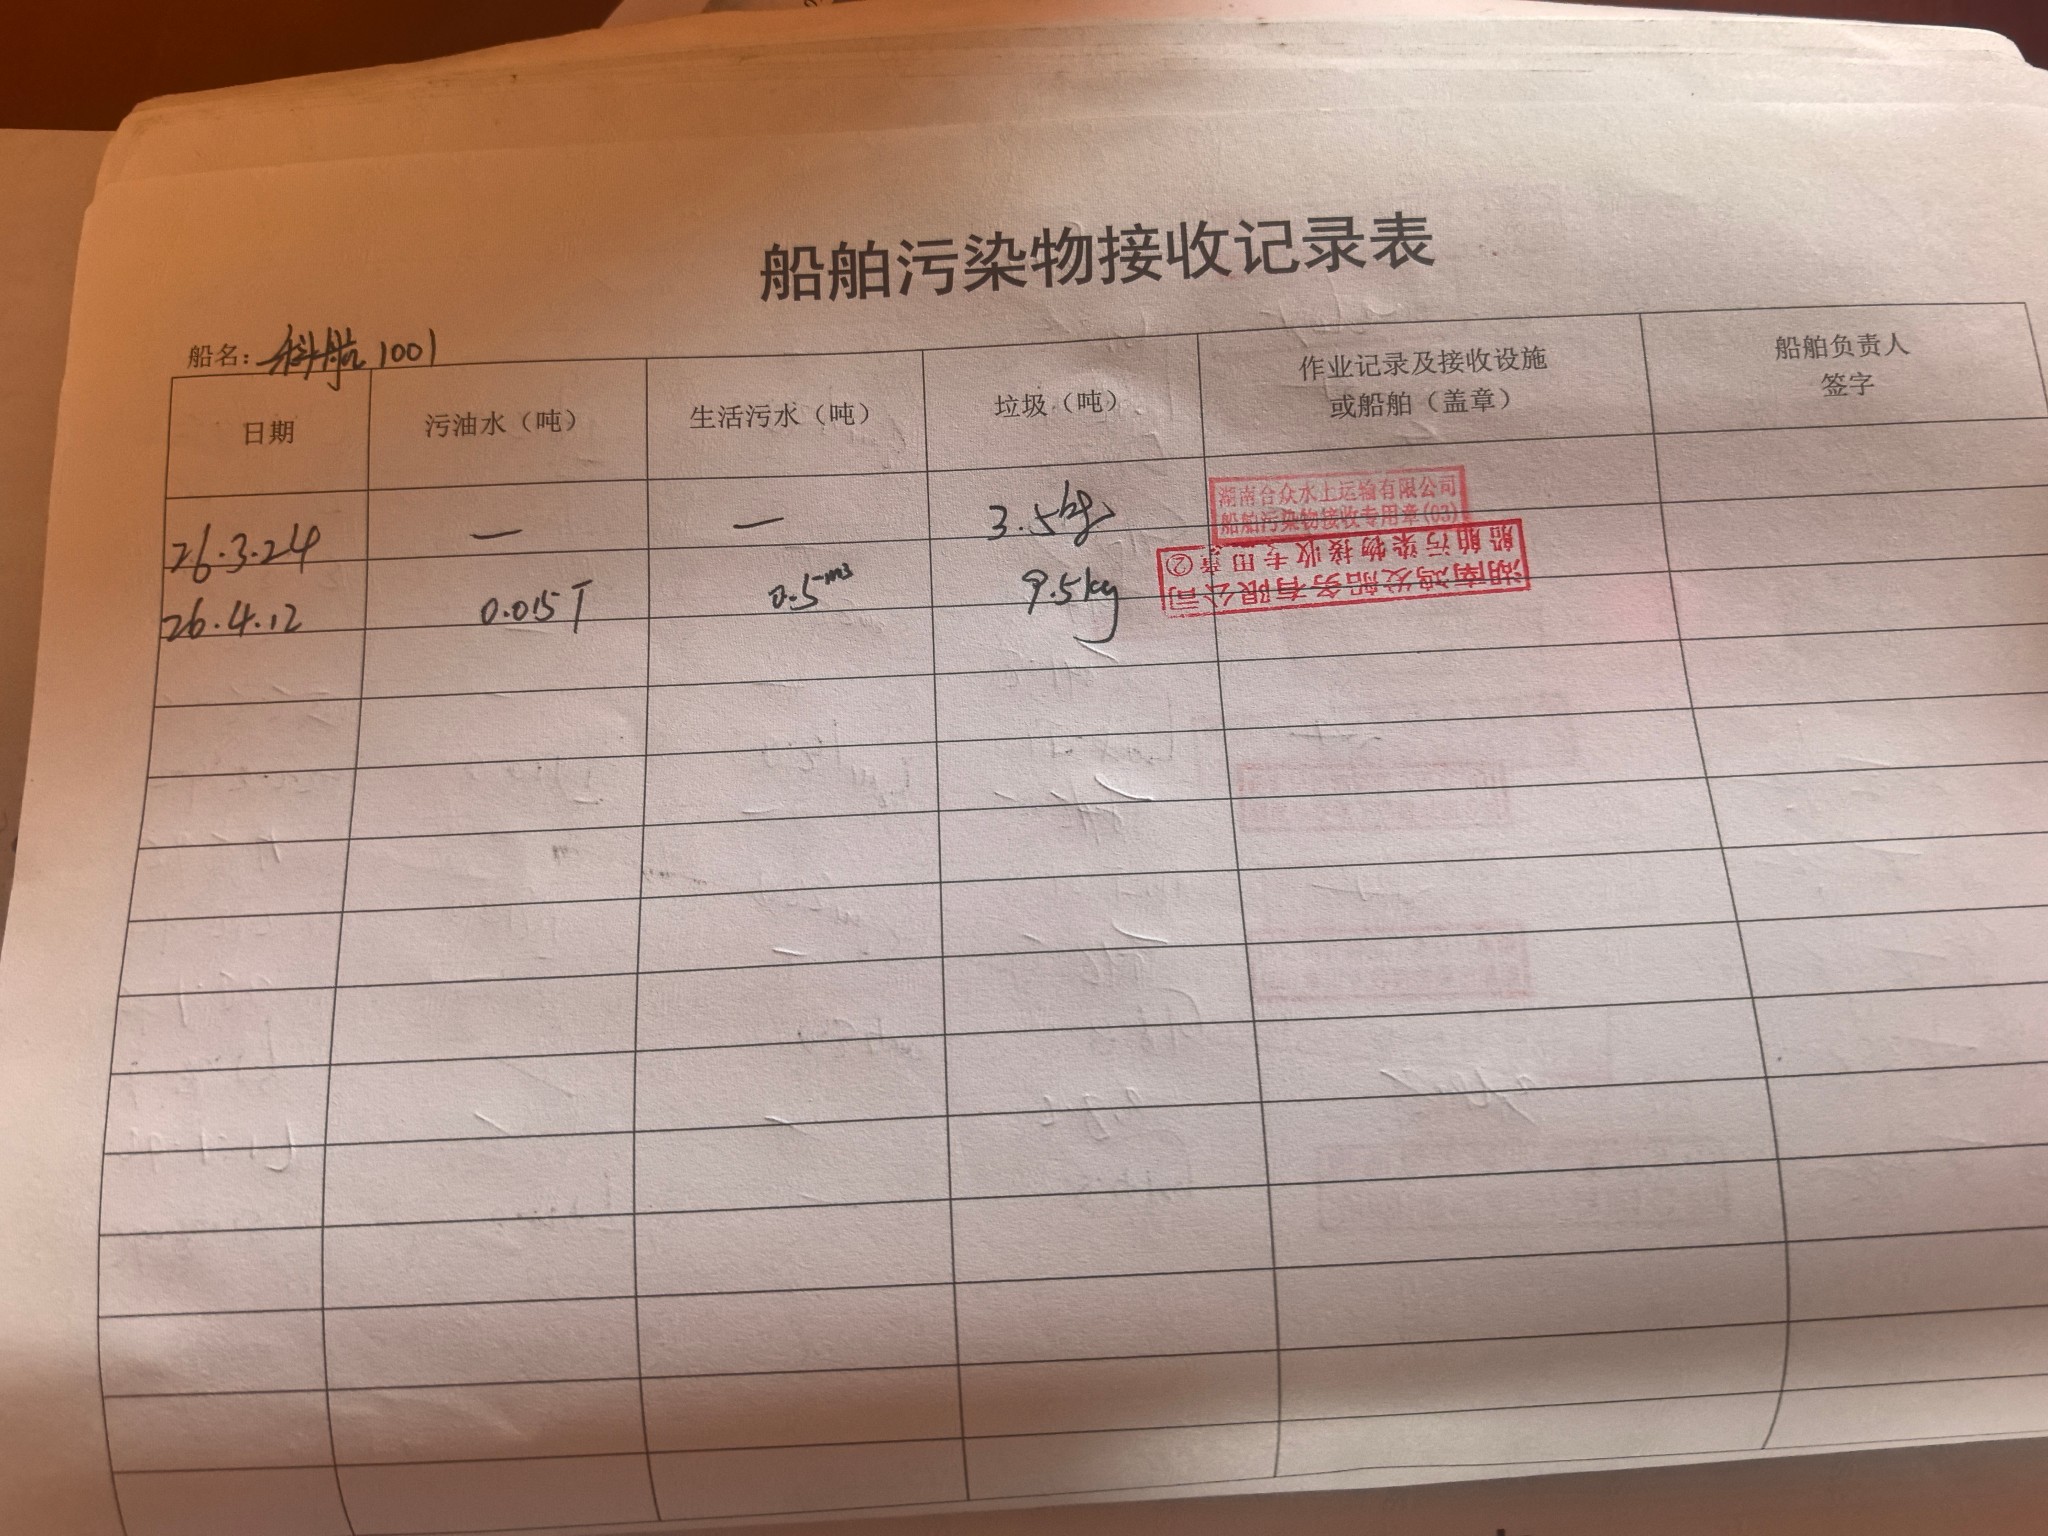 船舶污染物接收记录表
船名：科航1001
日期 污油水（吨） 生活污水（吨） 垃圾（吨） 作业记录及接收设施或船舶（盖章） 船舶负责人签字
26.3.24 — — 3.5kg
湖南合众水上运输有限公司
船舶污染物接收专用章(03)
26.4.12 0.015T 0.5m3 9.5kg
湖南鸿发船务有限公司
船舶污染物接收专用章②